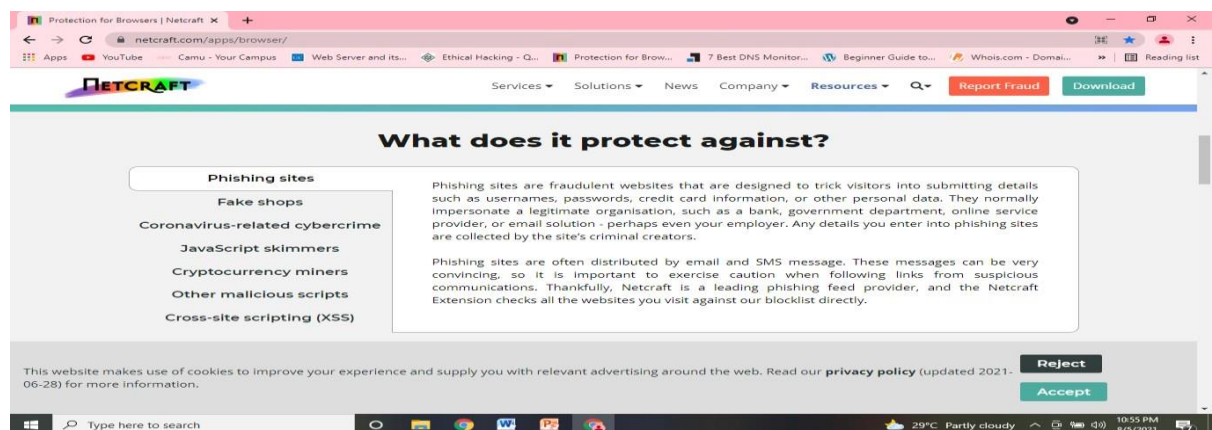 Protection for Browsers | Netcraft
netcraft.com/apps/browser/
Apps YouTube Camu - Your Campus Web Server and its... Ethical Hacking - Q... Protection for Brow... 7 Best DNS Monitor... Beginner Guide to... Whois.com - Domai... » Reading list
NETCRAFT Services Solutions News Company Resources Report Fraud Download
What does it protect against?
Phishing sites
Fake shops
Coronavirus-related cybercrime
JavaScript skimmers
Cryptocurrency miners
Other malicious scripts
Cross-site scripting (XSS)
Phishing sites are fraudulent websites that are designed to trick visitors into submitting details
such as usernames, passwords, credit card information, or other personal data. They normally
impersonate a legitimate organisation, such as a bank, government department, online service
provider, or email solution - perhaps even your employer. Any details you enter into phishing sites
are collected by the site's criminal creators.
Phishing sites are often distributed by email and SMS message. These messages can be very
convincing, so it is important to exercise caution when following links from suspicious
communications. Thankfully, Netcraft is a leading phishing feed provider, and the Netcraft
Extension checks all the websites you visit against our blocklist directly.
This website makes use of cookies to improve your experience and supply you with relevant advertising around the web. Read our privacy policy (updated 2021-
06-28) for more information.
Reject
Accept
Type here to search 29°C Partly cloudy 10:55 PM
8/5/2021